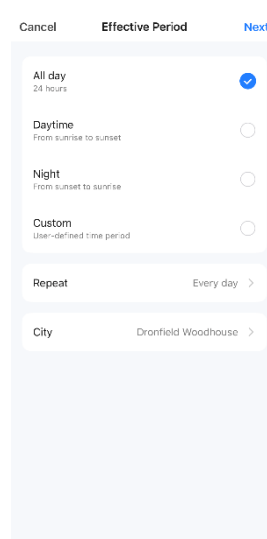 Cancel Effective Period Next
All day
24 hours
Daytime
From sunrise to sunset
Night
From sunset to sunrise
Custom
User-defined time period
Repeat Every day
City Dronfield Woodhouse